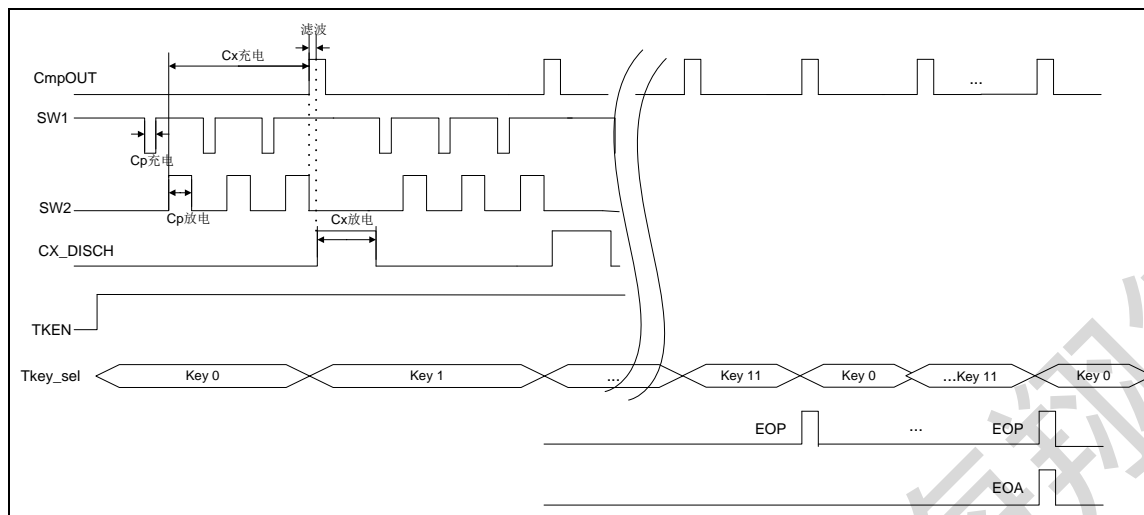 滤波
Cx充电
CmpOUT
...
SW1
Cp充电
SW2
Cp放电
Cx放电
CX_DISCH
TKEN
Tkey_sel
Key 0
Key 1
...
Key 11
Key 0
...Key 11
Key 0
EOP
...
EOP
EOA